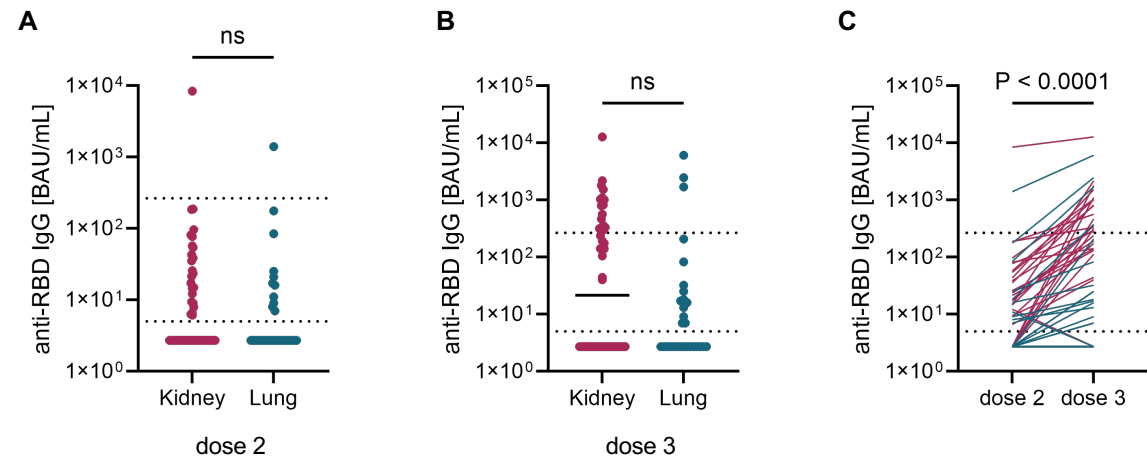 A
ns
anti-RBD IgG [BAU/mL]
1×10⁴
1×10³
1×10²
1×10¹
1×10⁰
Kidney Lung
dose 2
B
ns
anti-RBD IgG [BAU/mL]
1×10⁵
1×10⁴
1×10³
1×10²
1×10¹
1×10⁰
Kidney Lung
dose 3
C
P < 0.0001
anti-RBD IgG [BAU/mL]
1×10⁵
1×10⁴
1×10³
1×10²
1×10¹
1×10⁰
dose 2 dose 3